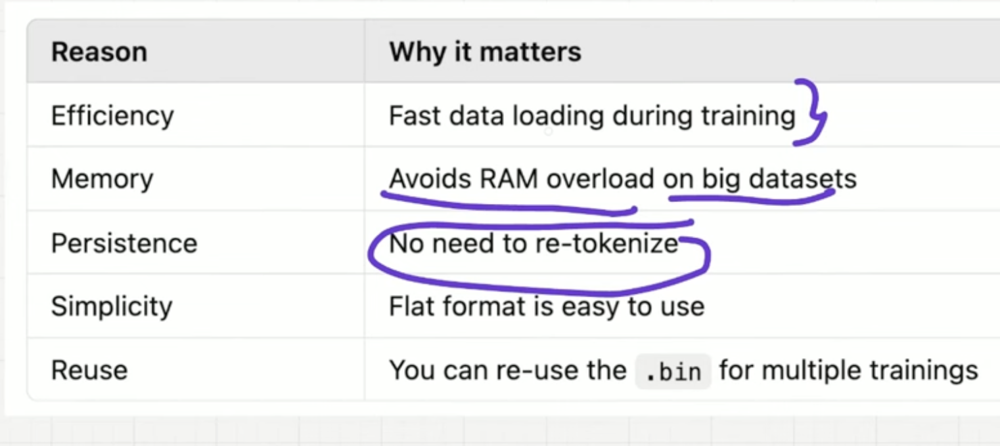 Reason Why it matters
Efficiency Fast data loading during training
Memory Avoids RAM overload on big datasets
Persistence No need to re-tokenize
Simplicity Flat format is easy to use
Reuse You can re-use the .bin for multiple trainings